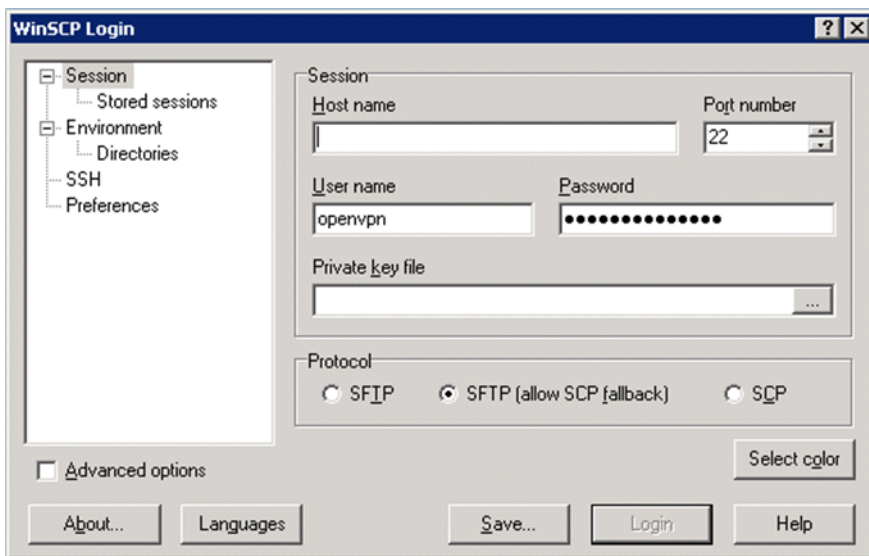 WinSCP Login
Session
Stored sessions
Environment
Directories
SSH
Preferences
Session
Host name
Port number
22
User name
Password
openvpn
••••••••••••••
Private key file
...
Protocol
SFTP
SFTP (allow SCP fallback)
SCP
Advanced options
Select color
About...
Languages
Save...
Login
Help